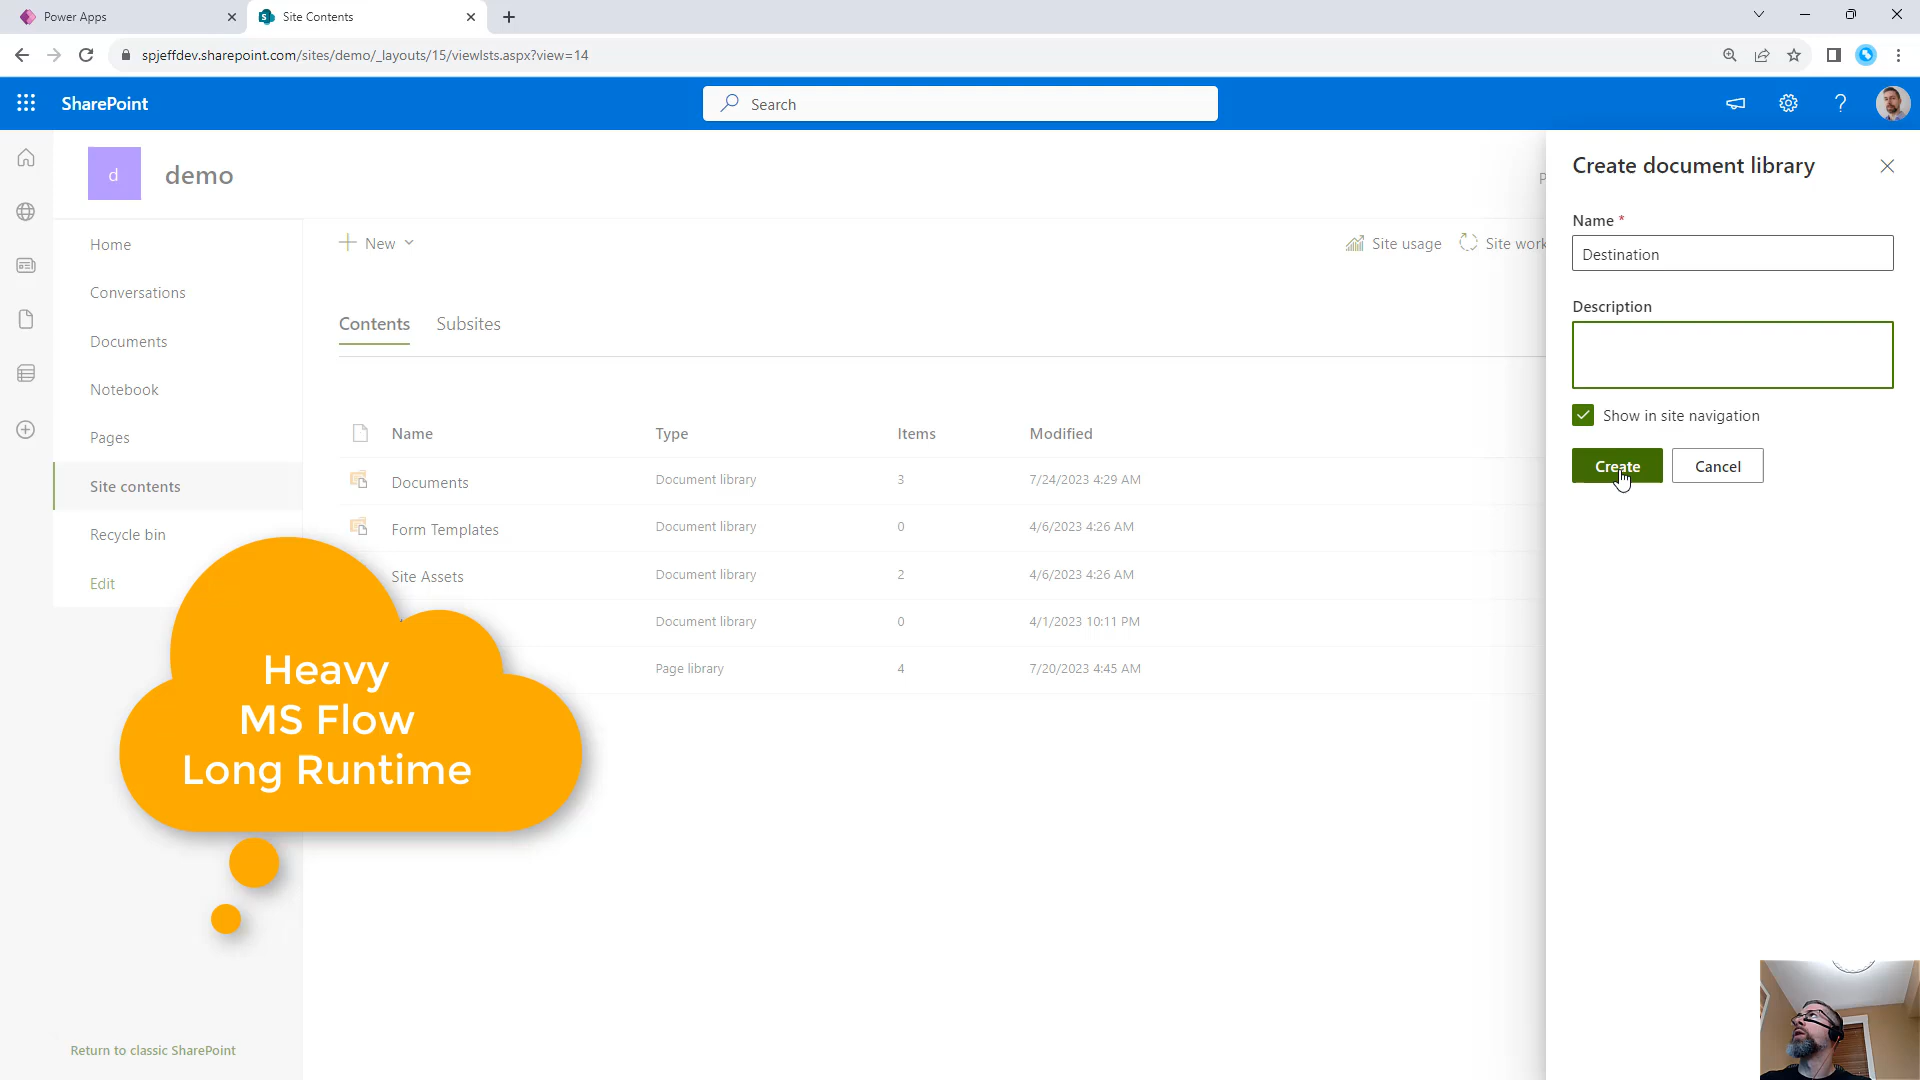 Power Apps
Site Contents
spjeffdev.sharepoint.com/sites/demo/_layouts/15/viewlsts.aspx?view=14
SharePoint
Search
d
demo
Home
Conversations
Documents
Notebook
Pages
Site contents
Recycle bin
Edit
Return to classic SharePoint
New
Site usage
Site work
Contents
Subsites
Name Type Items Modified
Documents Document library 3 7/24/2023 4:29 AM
Form Templates Document library 0 4/6/2023 4:26 AM
Site Assets Document library 2 4/6/2023 4:26 AM
Document library 0 4/1/2023 10:11 PM
Page library 4 7/20/2023 4:45 AM
Heavy
MS Flow
Long Runtime
Create document library
Name *
Destination
Description
Show in site navigation
Create
Cancel